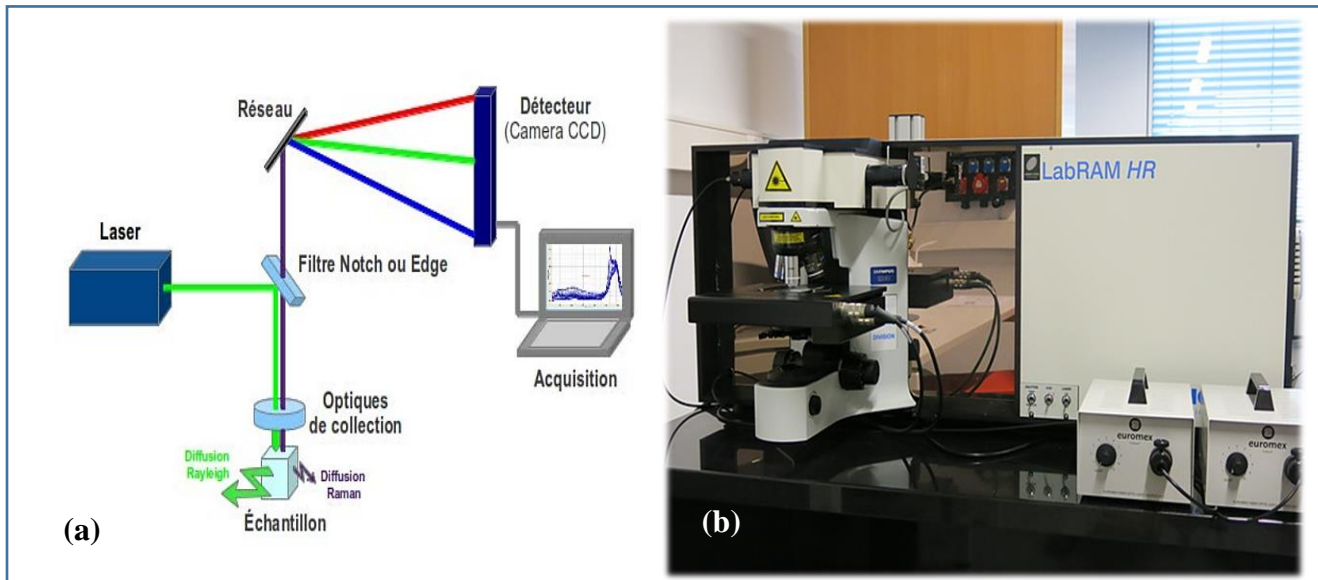 Réseau
Détecteur
(Camera CCD)
Laser
Filtre Notch ou Edge
Acquisition
Optiques
de collection
Diffusion
Rayleigh
Diffusion
Raman
Échantillon
(a)
LabRAM HR
OLYMPUS
DIVISION
euromex
euromex
(b)